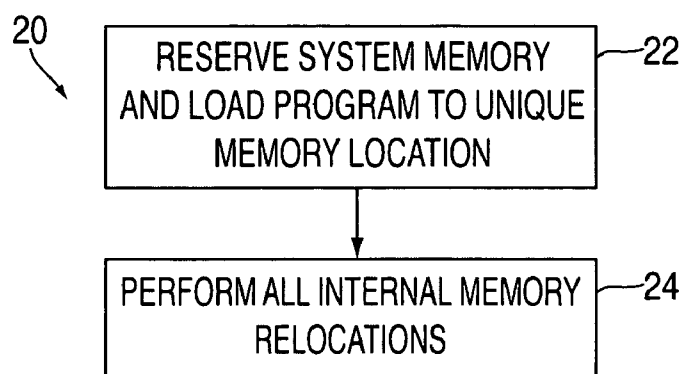 20
RESERVE SYSTEM MEMORY
AND LOAD PROGRAM TO UNIQUE
MEMORY LOCATION
22
PERFORM ALL INTERNAL MEMORY
RELOCATIONS
24